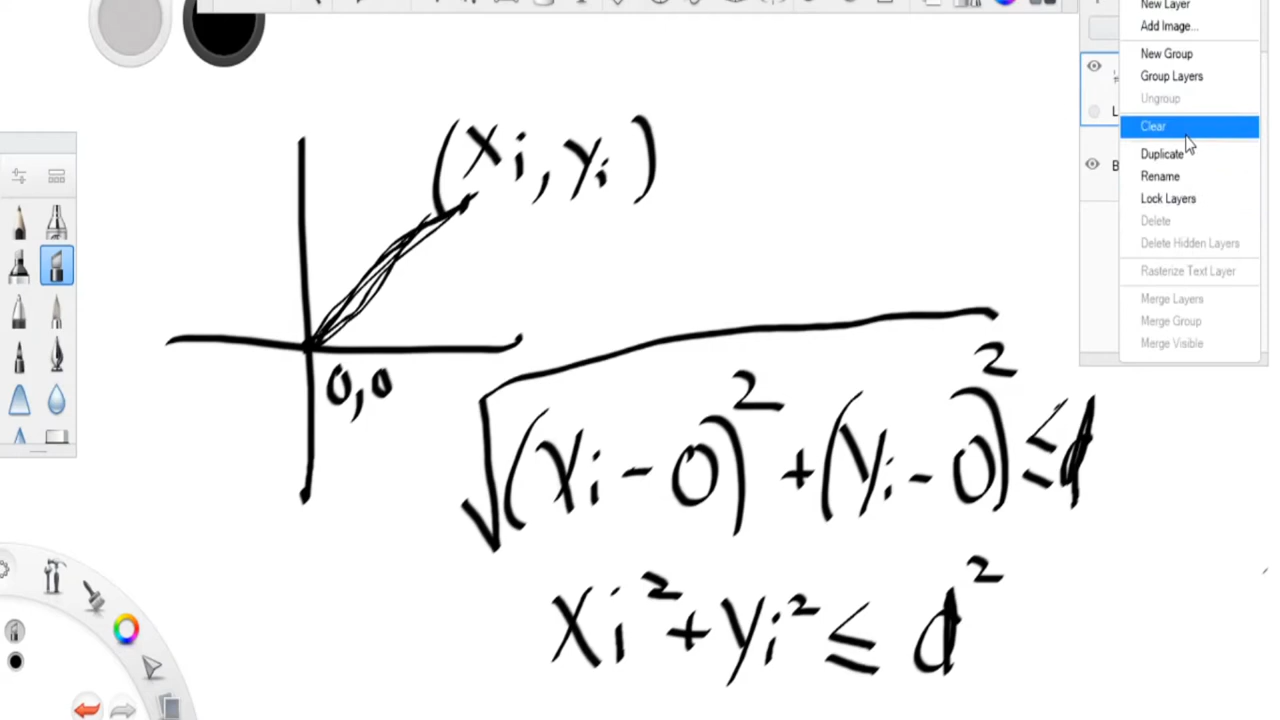 New Layer
Add Image...
New Group
Group Layers
Ungroup
Clear
Duplicate
Rename
Lock Layers
Delete
Delete Hidden Layers
Rasterize Text Layer
Merge Layers
Merge Group
Merge Visible
L
B
(xi, yi)
0,0
√((xi - 0)² + (yi - 0)²) ≤ d
xi² + yi² ≤ d²